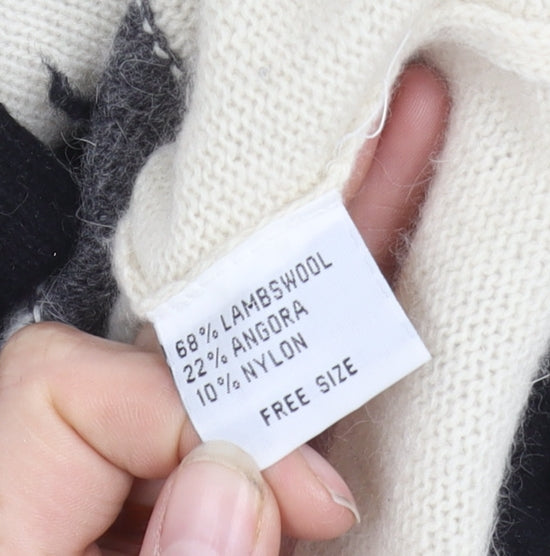 68% LAMBSWOOL
22% ANGORA
10% NYLON
FREE SIZE